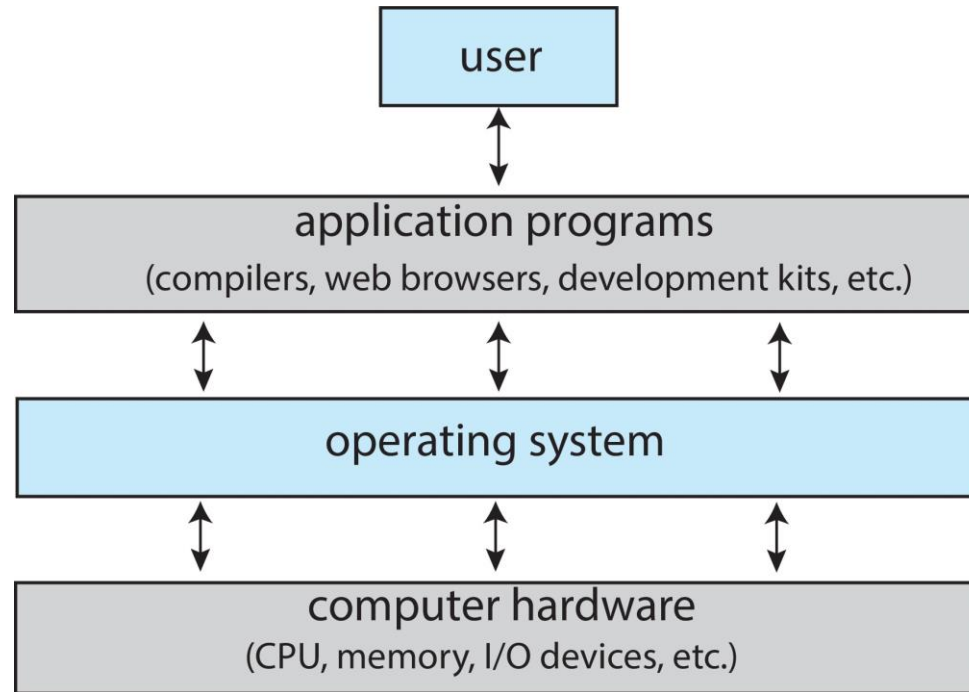 user
application programs
(compilers, web browsers, development kits, etc.)
operating system
computer hardware
(CPU, memory, I/O devices, etc.)